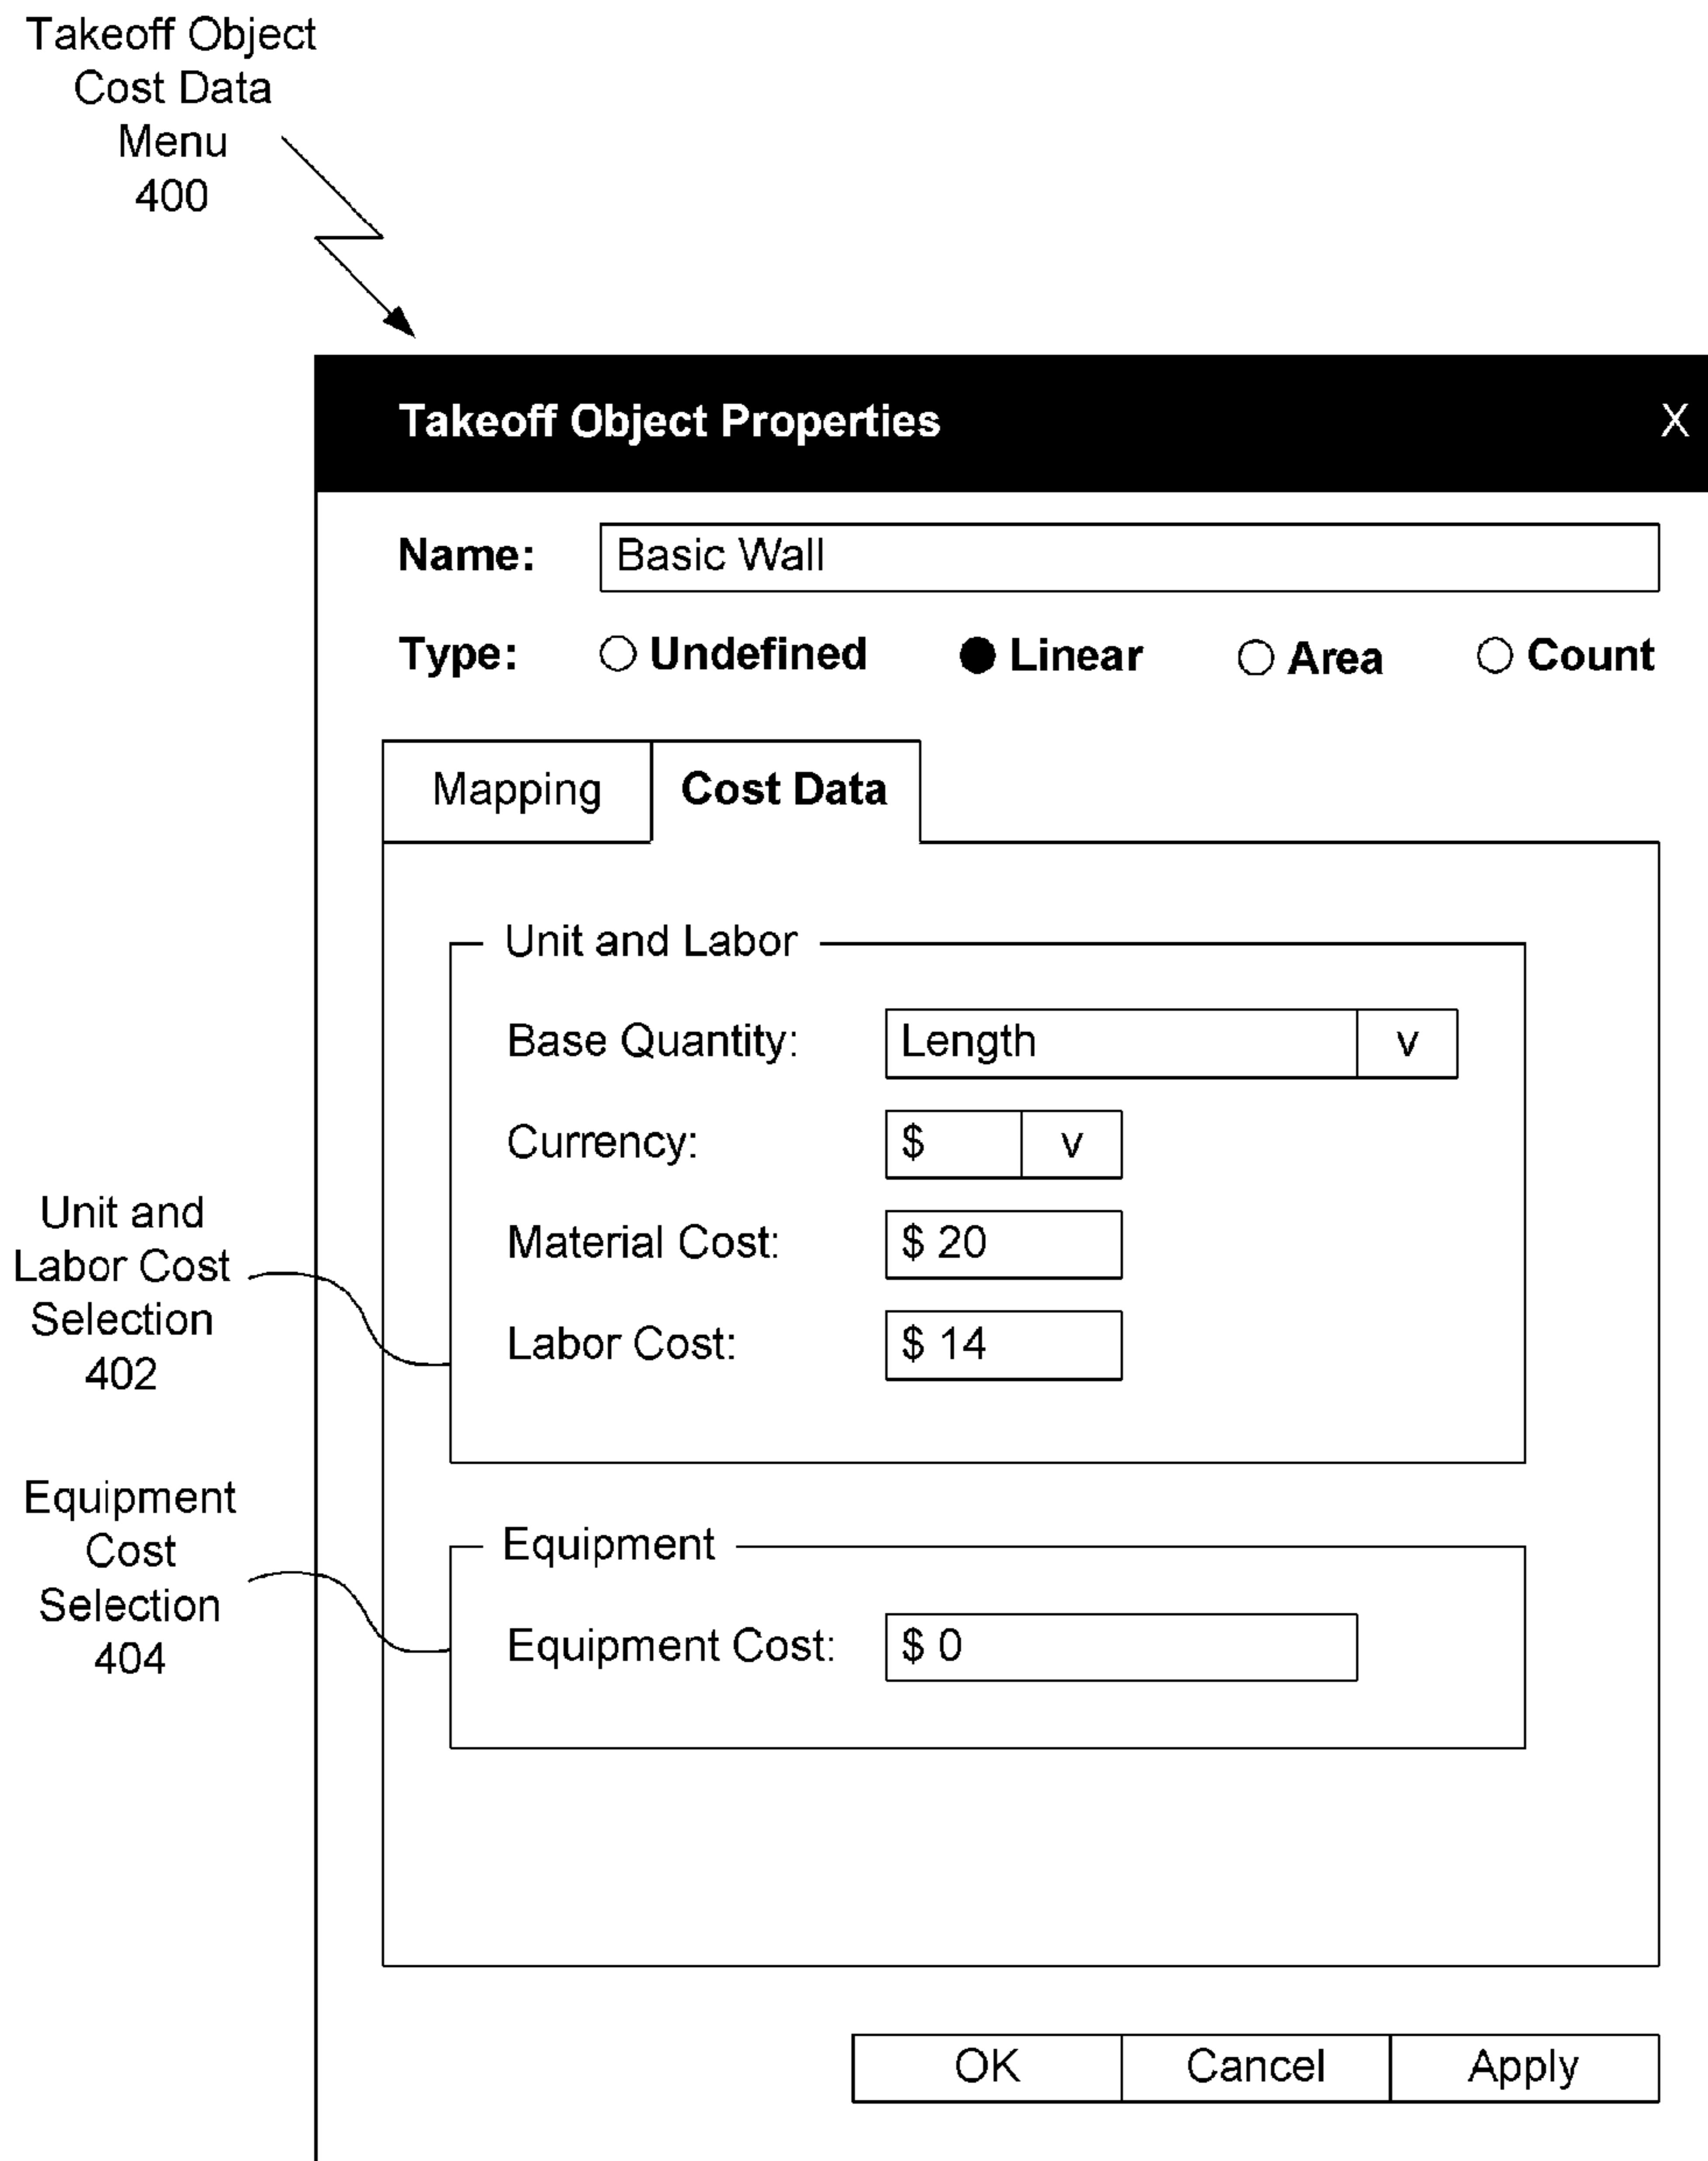 Takeoff Object
Cost Data
Menu
400
Takeoff Object Properties X
Name: Basic Wall
Type: Undefined Linear Area Count
Mapping Cost Data
Unit and Labor
Base Quantity: Length v
Currency: $ v
Material Cost: $ 20
Labor Cost: $ 14
Unit and
Labor Cost
Selection
402
Equipment
Cost
Selection
404
Equipment
Equipment Cost: $ 0
OK Cancel Apply